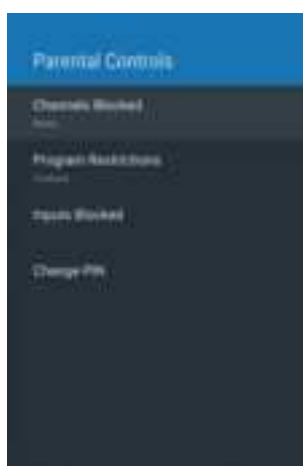 Parental Controls
Channels Blocked
Program Restrictions
Inputs Blocked
Change PIN